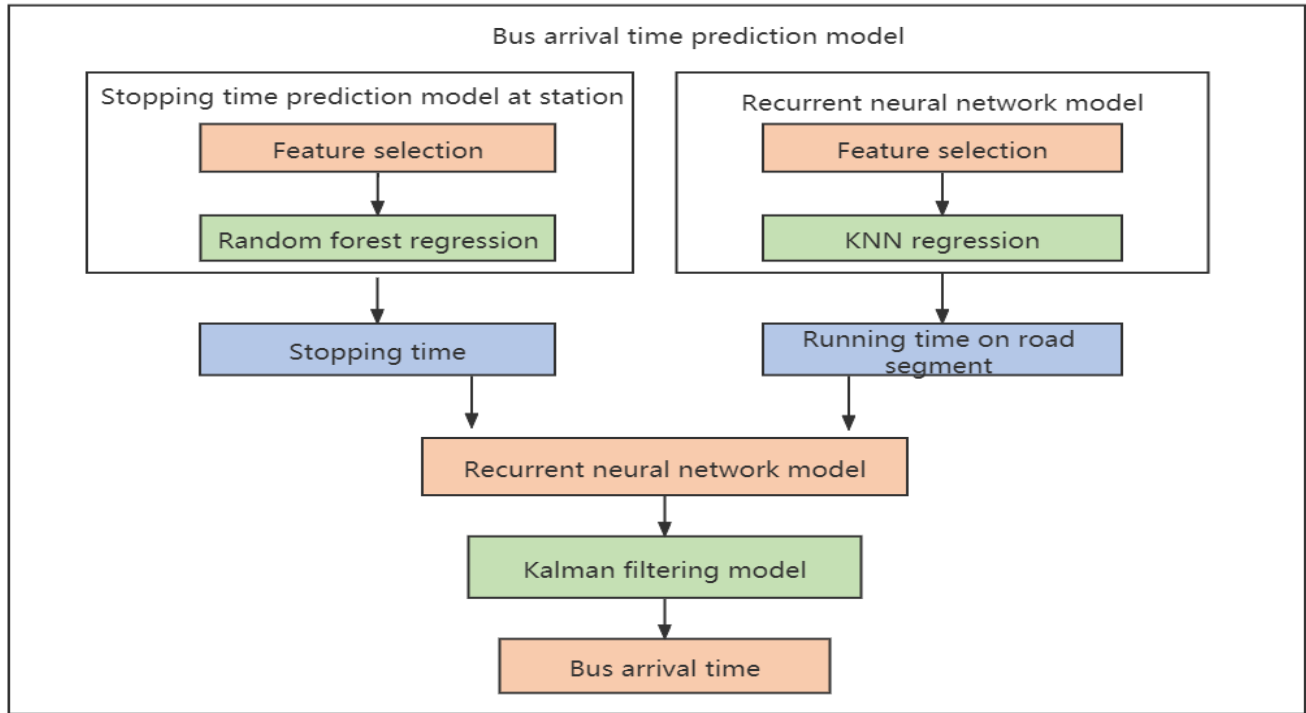 Bus arrival time prediction model
Stopping time prediction model at station
Feature selection
Random forest regression
Stopping time
Recurrent neural network model
Feature selection
KNN regression
Running time on road
segment
Recurrent neural network model
Kalman filtering model
Bus arrival time